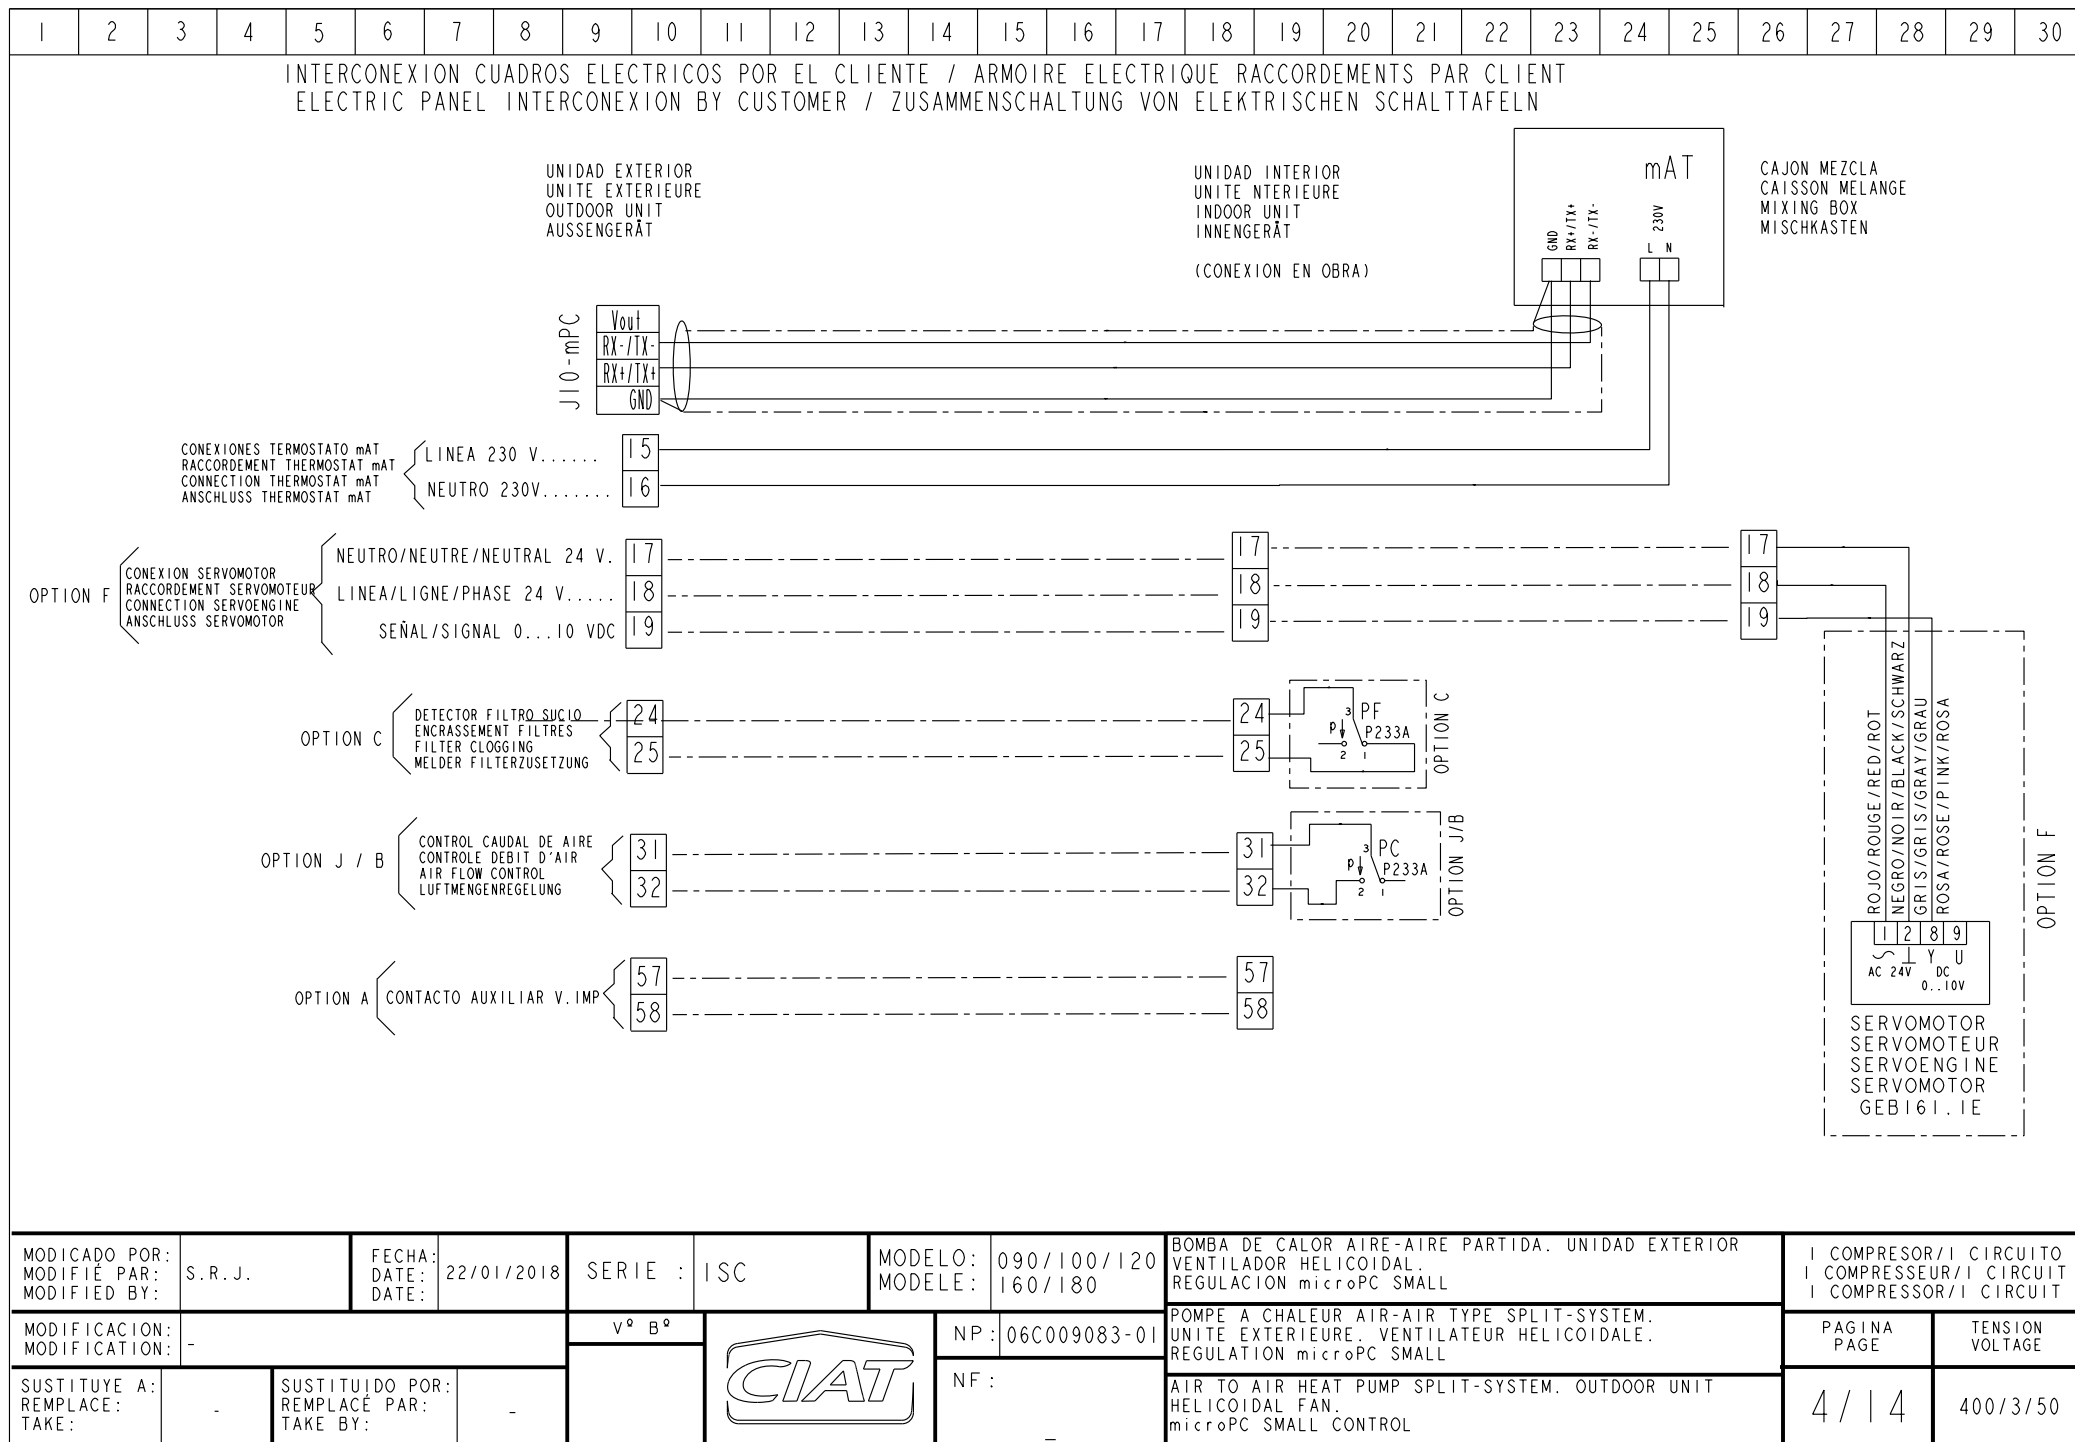 1 2 3 4 5 6 7 8 9 10 11 12 13 14 15 16 17 18 19 20 21 22 23 24 25 26 27 28 29 30
INTERCONEXION CUADROS ELECTRICOS POR EL CLIENTE / ARMOIRE ELECTRIQUE RACCORDEMENTS PAR CLIENT
ELECTRIC PANEL INTERCONEXION BY CUSTOMER / ZUSAMMENSCHALTUNG VON ELEKTRISCHEN SCHALTTAFELN
UNIDAD EXTERIOR
UNITE EXTERIEURE
OUTDOOR UNIT
AUSSENGERÄT
UNIDAD INTERIOR
UNITE NTERIEURE
INDOOR UNIT
INNENGERÄT
(CONEXION EN OBRA)
mAT
GND
RX+/TX+
RX-/TX-
230V
L N
CAJON MEZCLA
CAISSON MELANGE
MIXING BOX
MISCHKASTEN
J10-mPC
Vout
RX-/TX-
RX+/TX+
GND
CONEXIONES TERMOSTATO mAT
RACCORDEMENT THERMOSTAT mAT
CONNECTION THERMOSTAT mAT
ANSCHLUSS THERMOSTAT mAT
LINEA 230 V...... 15
NEUTRO 230V....... 16
OPTION F
CONEXION SERVOMOTOR
RACCORDEMENT SERVOMOTEUR
CONNECTION SERVOENGINE
ANSCHLUSS SERVOMOTOR
NEUTRO/NEUTRE/NEUTRAL 24 V. 17 17 17
LINEA/LIGNE/PHASE 24 V..... 18 18 18
SEÑAL/SIGNAL 0...10 VDC 19 19 19
OPTION C
DETECTOR FILTRO SUCIO
ENCRASSEMENT FILTRES
FILTER CLOGGING
MELDER FILTERZUSETZUNG
24 24
25 25
3 PF
P P233A
2 1
OPTION C
OPTION J / B
CONTROL CAUDAL DE AIRE
CONTROLE DEBIT D'AIR
AIR FLOW CONTROL
LUFTMENGENREGELUNG
31 31
32 32
3 PC
P P233A
2 1
OPTION J/B
OPTION A
CONTACTO AUXILIAR V.IMP
57 57
58 58
ROJO/ROUGE/RED/ROT
NEGRO/NOIR/BLACK/SCHWARZ
GRIS/GRIS/GRAY/GRAU
ROSA/ROSE/PINK/ROSA
1 2 8 9
Y U
AC 24V DC
0..10V
SERVOMOTOR
SERVOMOTEUR
SERVOENGINE
SERVOMOTOR
GEB161.1E
OPTION F
MODICADO POR:
MODIFIÉ PAR:
MODIFIED BY:
S.R.J.
FECHA:
DATE:
DATE:
22/01/2018
SERIE : ISC
MODELO:
MODELE:
090/100/120
160/180
BOMBA DE CALOR AIRE-AIRE PARTIDA. UNIDAD EXTERIOR
VENTILADOR HELICOIDAL.
REGULACION microPC SMALL
1 COMPRESOR/1 CIRCUITO
1 COMPRESSEUR/1 CIRCUIT
1 COMPRESSOR/1 CIRCUIT
MODIFICACION:
MODIFICATION:
-
Vº Bº
CIAT
NP: 06C009083-01
POMPE A CHALEUR AIR-AIR TYPE SPLIT-SYSTEM.
UNITE EXTERIEURE. VENTILATEUR HELICOIDALE.
REGULATION microPC SMALL
PAGINA
PAGE
TENSION
VOLTAGE
SUSTITUYE A:
REMPLACE:
TAKE:
-
SUSTITUIDO POR:
REMPLACÉ PAR:
TAKE BY:
-
NF:
-
AIR TO AIR HEAT PUMP SPLIT-SYSTEM. OUTDOOR UNIT
HELICOIDAL FAN.
microPC SMALL CONTROL
4/14
400/3/50